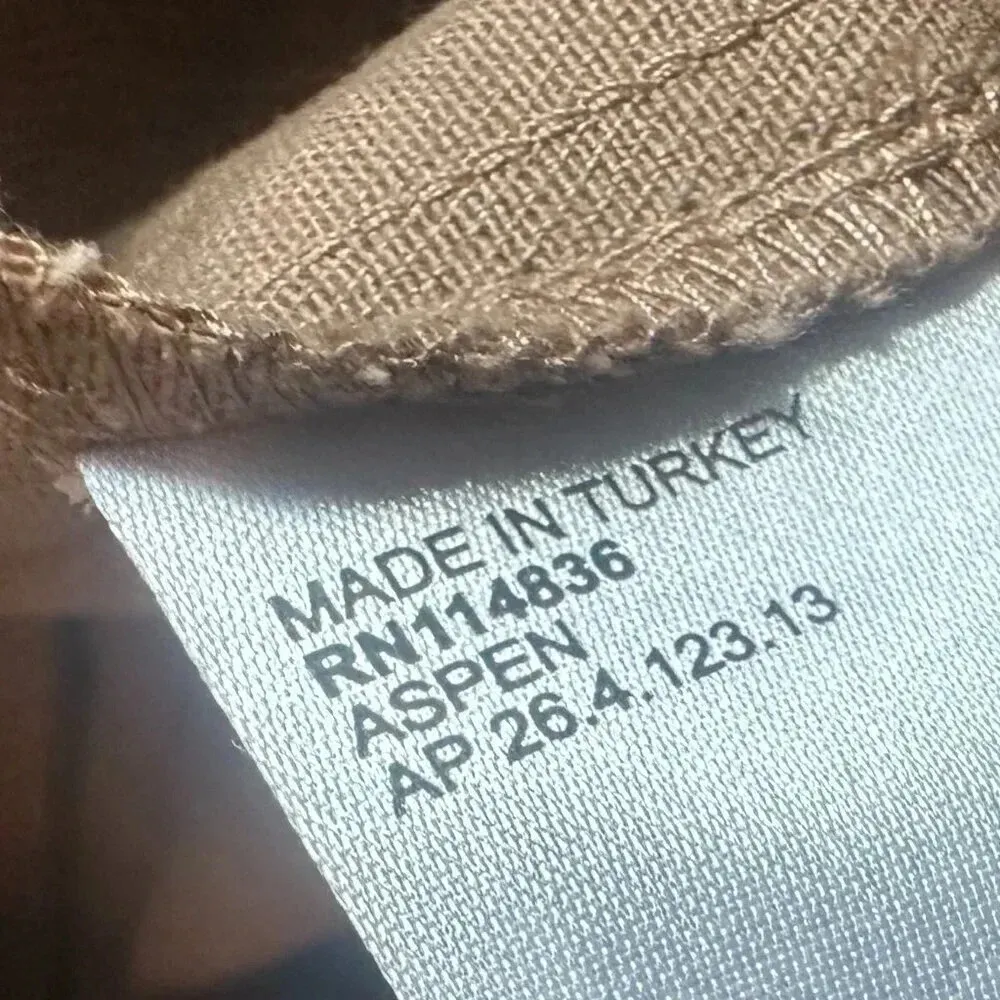 MADE IN TURKEY
RN114836
ASPEN
AP 26.4.123.13